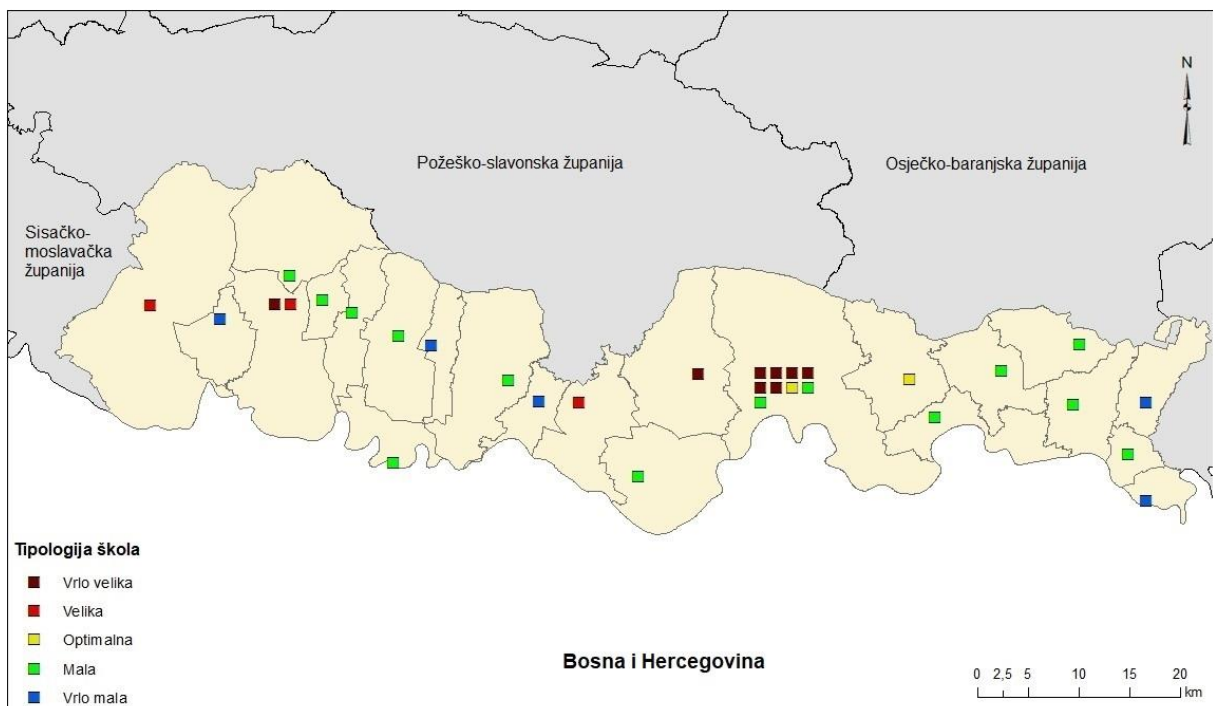 N
Požeško-slavonska županija
Osječko-baranjska županija
Sisačko-
moslavačka
županija
Tipologija škola
Vrlo velika
Velika
Optimalna
Mala
Vrlo mala
Bosna i Hercegovina
0 2,5 5 10 15 20
km